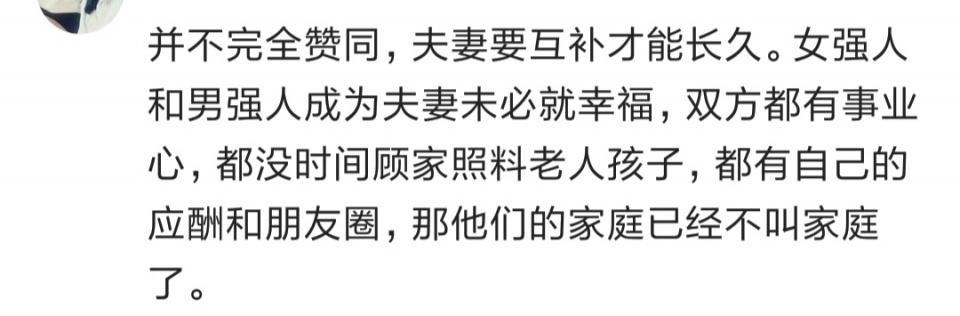 并不完全赞同，夫妻要互补才能长久。女强人
和男强人成为夫妻未必就幸福，双方都有事业
心，都没时间顾家照料老人孩子，都有自己的
应酬和朋友圈，那他们的家庭已经不叫家庭
了。